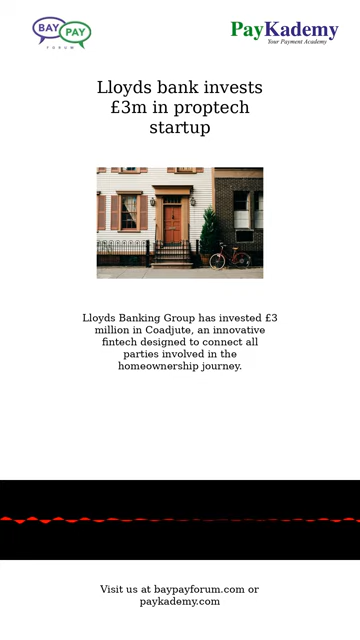 BAY
PAY
FORUM
PayKademy
Your Payment Academy
Lloyds bank invests
£3m in proptech
startup
Lloyds Banking Group has invested £3
million in Coadjute, an innovative
fintech designed to connect all
parties involved in the
homeownership journey.
Visit us at baypayforum.com or
paykademy.com